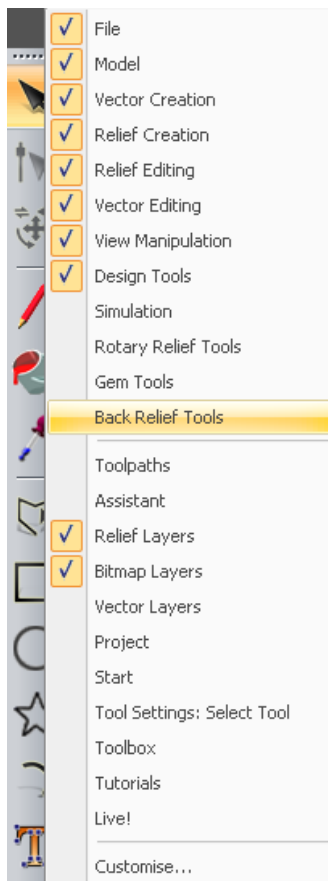 File
Model
Vector Creation
Relief Creation
Relief Editing
Vector Editing
View Manipulation
Design Tools
Simulation
Rotary Relief Tools
Gem Tools
Back Relief Tools
Toolpaths
Assistant
Relief Layers
Bitmap Layers
Vector Layers
Project
Start
Tool Settings: Select Tool
Toolbox
Tutorials
Live!
Customise...